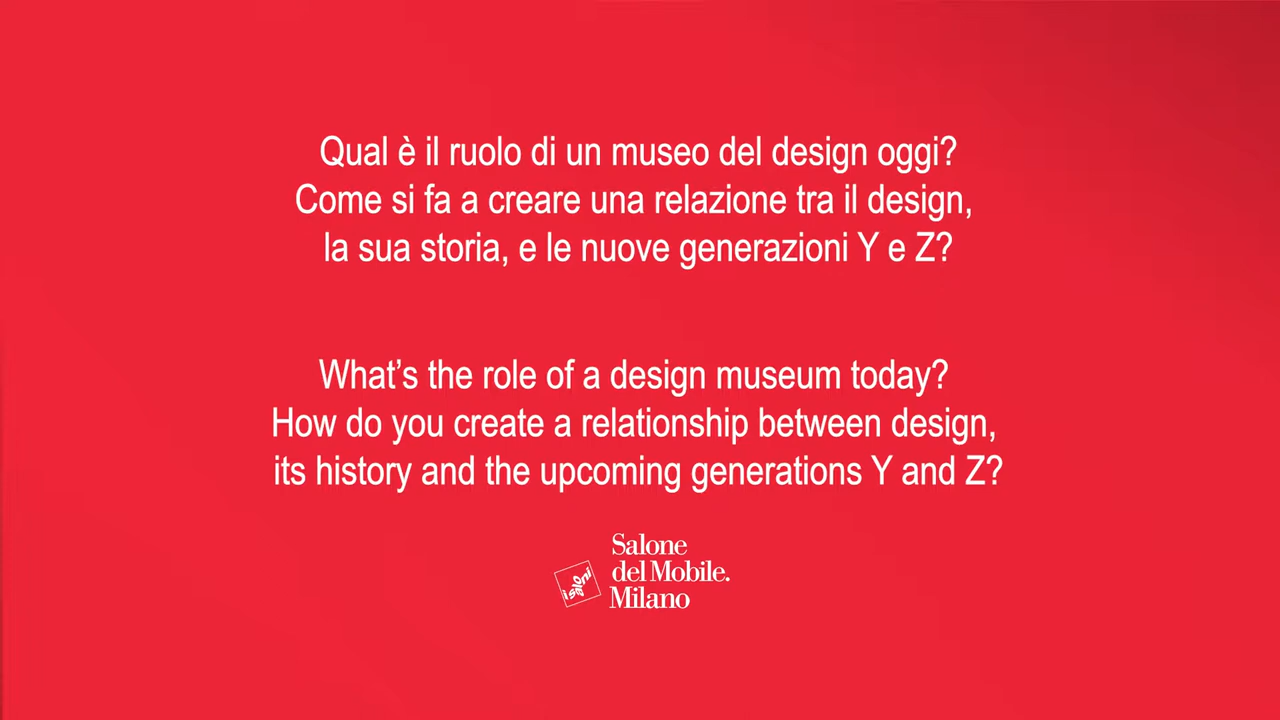 Qual è il ruolo di un museo del design oggi?
Come si fa a creare una relazione tra il design,
la sua storia, e le nuove generazioni Y e Z?
What’s the role of a design museum today?
How do you create a relationship between design,
its history and the upcoming generations Y and Z?
i saloni
Salone
del Mobile.
Milano